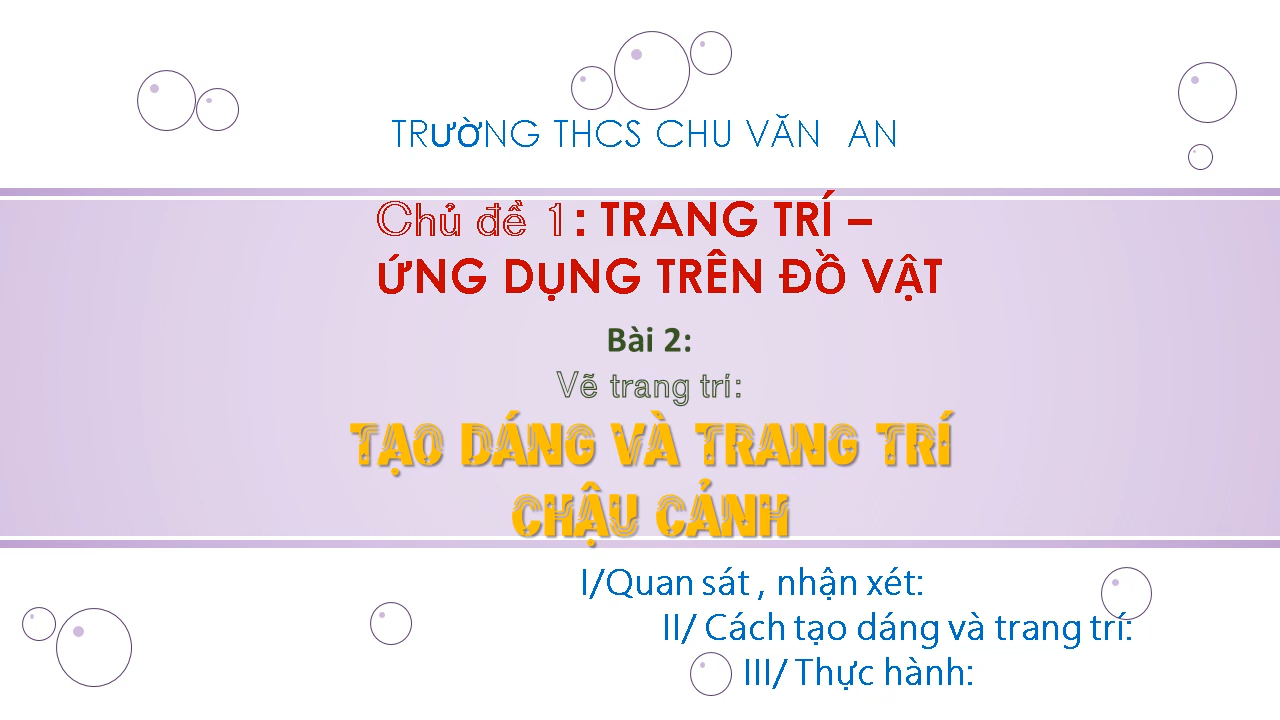 TRƯỜNG THCS CHU VĂN AN
Chủ đề 1: TRANG TRÍ –
ỨNG DỤNG TRÊN ĐỒ VẬT
Bài 2:
Vẽ trang trí:
TẠO DÁNG VÀ TRANG TRÍ
CHẬU CẢNH
I/Quan sát , nhận xét:
II/ Cách tạo dáng và trang trí:
III/ Thực hành: